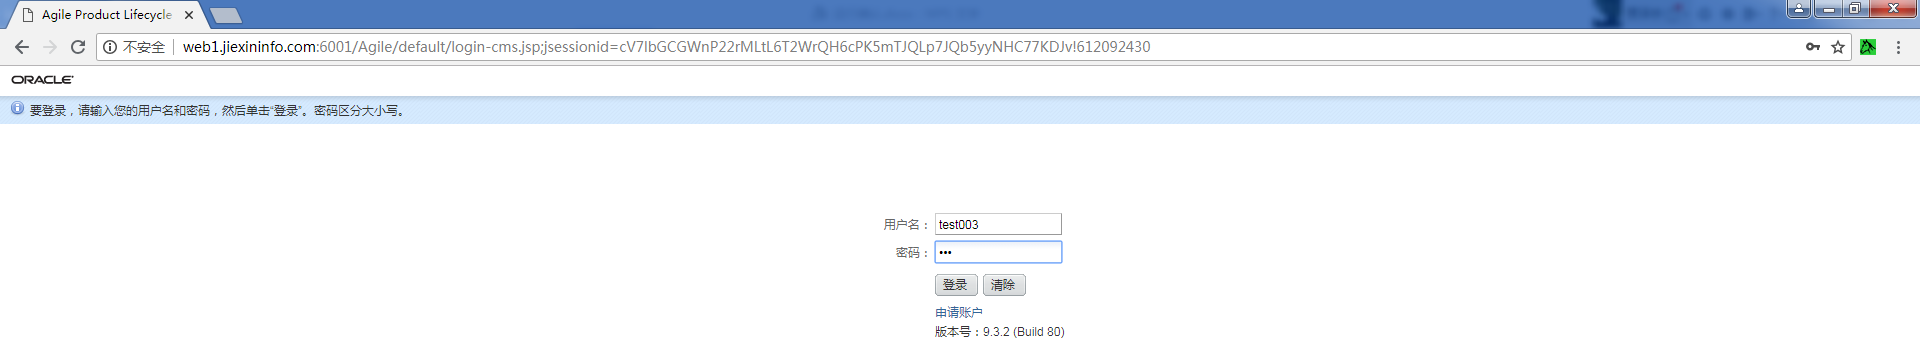 Agile Product Lifecycle
不安全 web1.jiexininfo.com:6001/Agile/default/login-cms.jsp;jsessionid=cV7IbGCGWnP22rMLtL6T2WrQH6cPK5mTJQLp7JQb5yyNHC77KDJv!612092430
ORACLE
要登录，请输入您的用户名和密码，然后单击“登录”。密码区分大小写。
用户名： test003
密码： •••
登录 清除
申请账户
版本号：9.3.2 (Build 80)